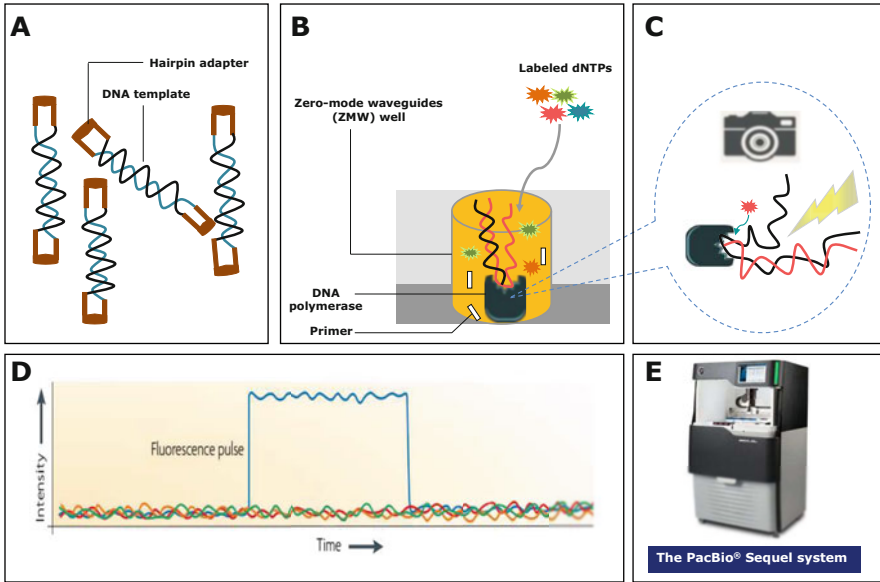 A
Hairpin adapter
DNA template
B
Labeled dNTPs
Zero-mode waveguides
(ZMW) well
DNA
polymerase
Primer
C
D
Intensity
Fluorescence pulse
Time
E
The PacBio® Sequel system